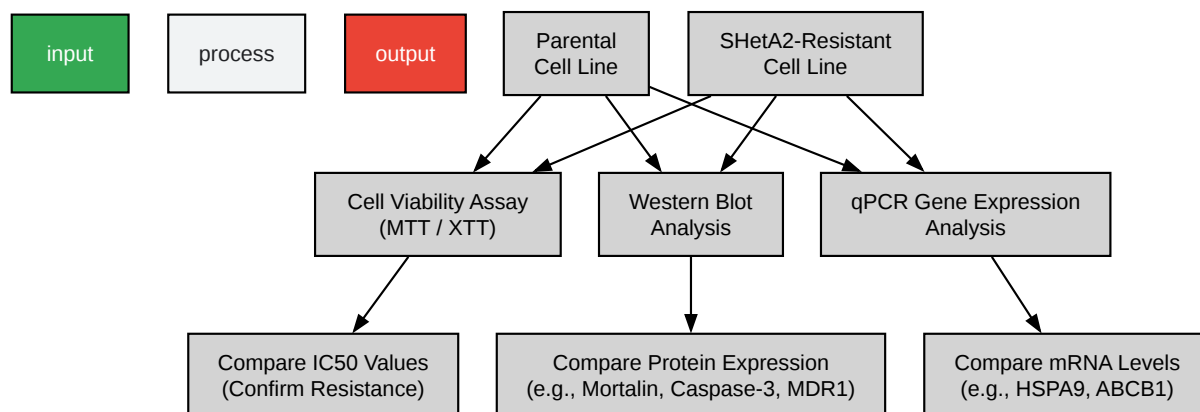 input
process
output
Parental
Cell Line
SHetA2-Resistant
Cell Line
Cell Viability Assay
(MTT / XTT)
Western Blot
Analysis
qPCR Gene Expression
Analysis
Compare IC50 Values
(Confirm Resistance)
Compare Protein Expression
(e.g., Mortalin, Caspase-3, MDR1)
Compare mRNA Levels
(e.g., HSPA9, ABCB1)